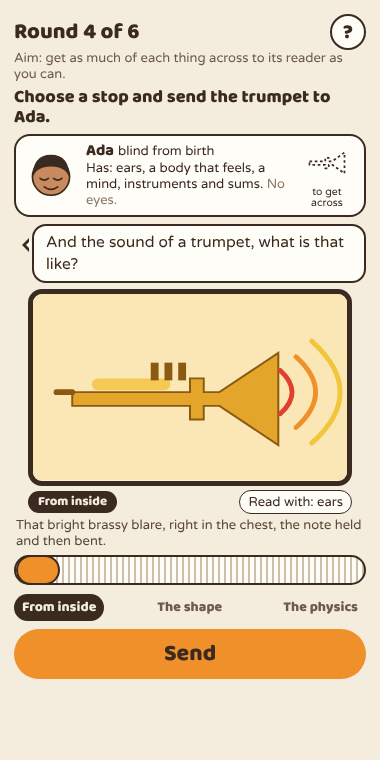 Round 4 of 6
?
Aim: get as much of each thing across to its reader as
you can.
Choose a stop and send the trumpet to
Ada.
Ada blind from birth
Has: ears, a body that feels, a
mind, instruments and sums. No
eyes.
to get
across
And the sound of a trumpet, what is that
like?
From inside
Read with: ears
That bright brassy blare, right in the chest, the note held
and then bent.
From inside
The shape
The physics
Send